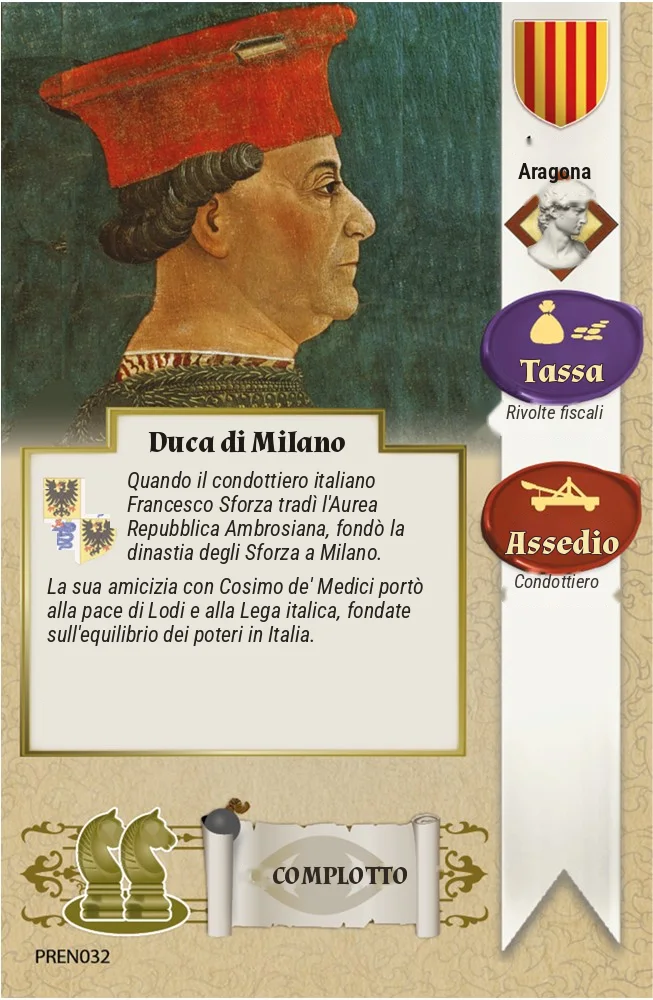 Aragona
Tassa
Rivolte fiscali
Duca di Milano
Quando il condottiero italiano
Francesco Sforza tradì l'Aurea
Repubblica Ambrosiana, fondò la
dinastia degli Sforza a Milano.
La sua amicizia con Cosimo de' Medici portò
alla pace di Lodi e alla Lega italica, fondate
sull'equilibrio dei poteri in Italia.
Assedio
Condottiero
COMPLOTTO
PREN032